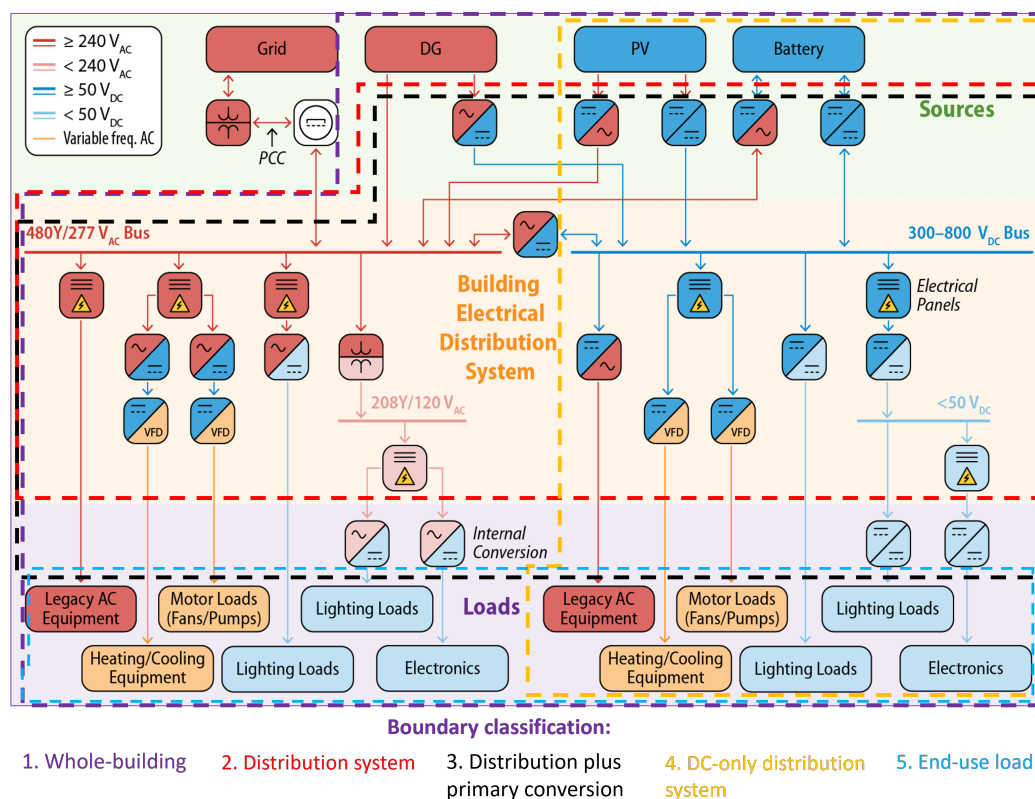 ≥ 240 VAC
< 240 VAC
≥ 50 VDC
< 50 VDC
Variable freq. AC
Grid
DG
PV
Battery
Sources
PCC
480Y/277 VAC Bus
300–800 VDC Bus
Building
Electrical
Distribution
System
Electrical
Panels
208Y/120 VAC
<50 VDC
VFD
VFD
VFD
VFD
Internal
Conversion
Loads
Legacy AC
Equipment
Motor Loads
(Fans/Pumps)
Lighting Loads
Legacy AC
Equipment
Motor Loads
(Fans/Pumps)
Lighting Loads
Heating/Cooling
Equipment
Lighting Loads
Electronics
Heating/Cooling
Equipment
Lighting Loads
Electronics
Boundary classification:
1. Whole-building
2. Distribution system
3. Distribution plus
primary conversion
4. DC-only distribution
system
5. End-use load